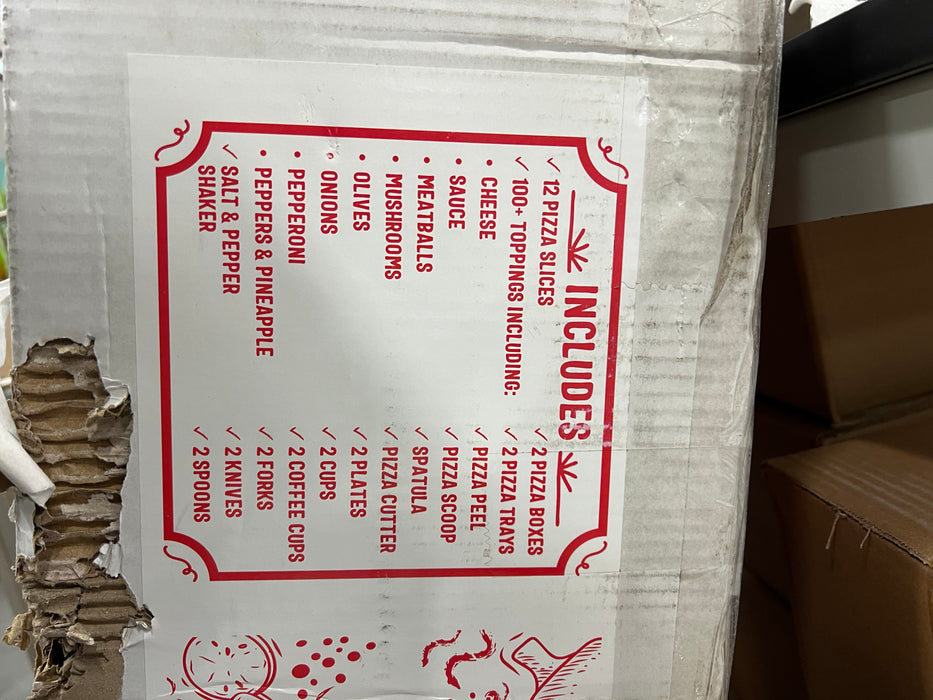 INCLUDES
✓ 12 PIZZA SLICES
✓ 100+ TOPPINGS INCLUDING:
• CHEESE
• SAUCE
• MEATBALLS
• MUSHROOMS
• OLIVES
• ONIONS
• PEPPERONI
• PEPPERS & PINEAPPLE
✓ SALT & PEPPER
SHAKER
✓ 2 PIZZA BOXES
✓ 2 PIZZA TRAYS
✓ PIZZA PEEL
✓ PIZZA SCOOP
✓ SPATULA
✓ PIZZA CUTTER
✓ 2 PLATES
✓ 2 CUPS
✓ 2 COFFEE CUPS
✓ 2 FORKS
✓ 2 KNIVES
✓ 2 SPOONS